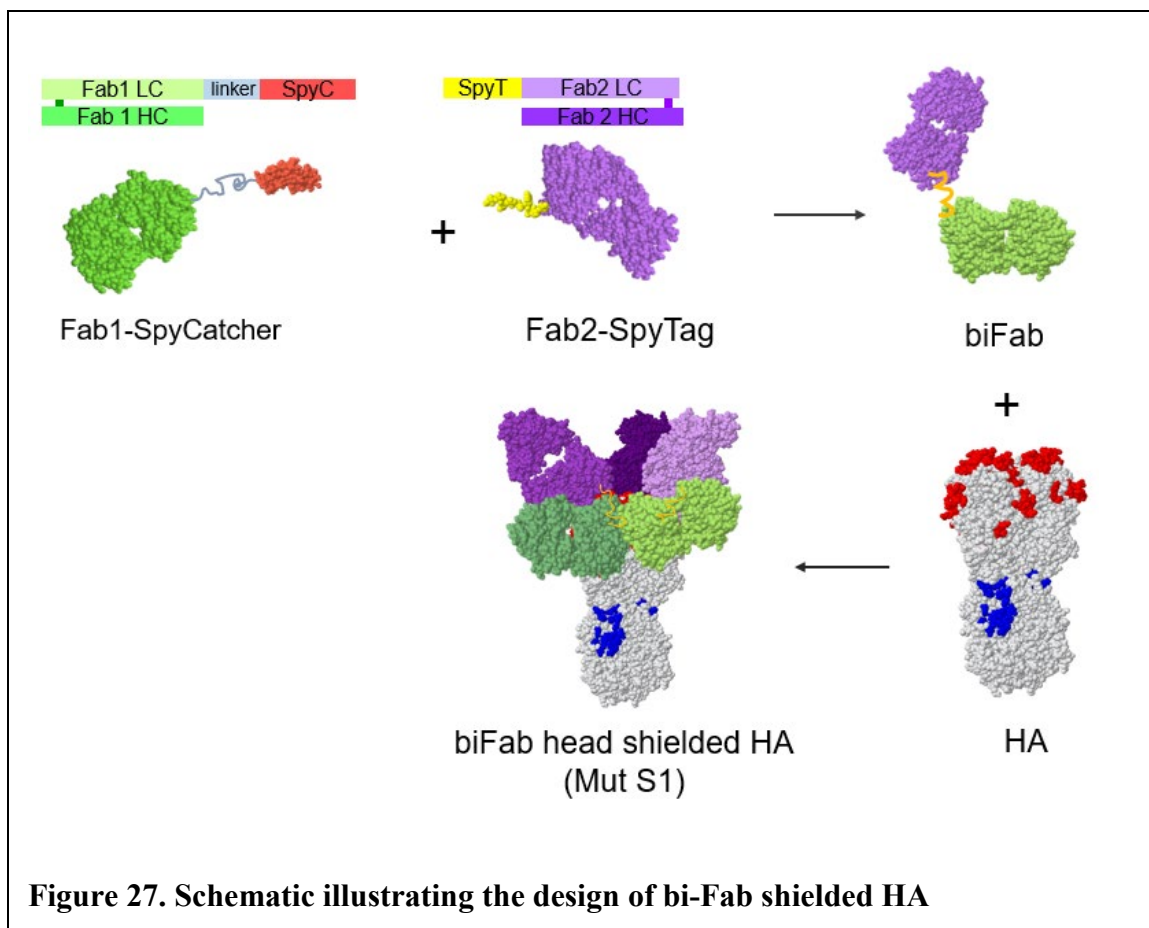 Fab1 LC linker SpyC
Fab 1 HC
SpyT Fab2 LC
Fab 2 HC
+
Fab1-SpyCatcher
Fab2-SpyTag
biFab
+
biFab head shielded HA
(Mut S1)
HA
Figure 27. Schematic illustrating the design of bi-Fab shielded HA